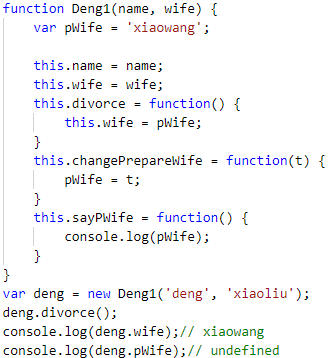 function Deng1(name, wife) {
    var pWife = 'xiaowang';

    this.name = name;
    this.wife = wife;
    this.divorce = function() {
        this.wife = pWife;
    }
    this.changePrepareWife = function(t) {
        pWife = t;
    }
    this.sayPWife = function() {
        console.log(pWife);
    }
}
var deng = new Deng1('deng', 'xiaoliu');
deng.divorce();
console.log(deng.wife);// xiaowang
console.log(deng.pWife);// undefined